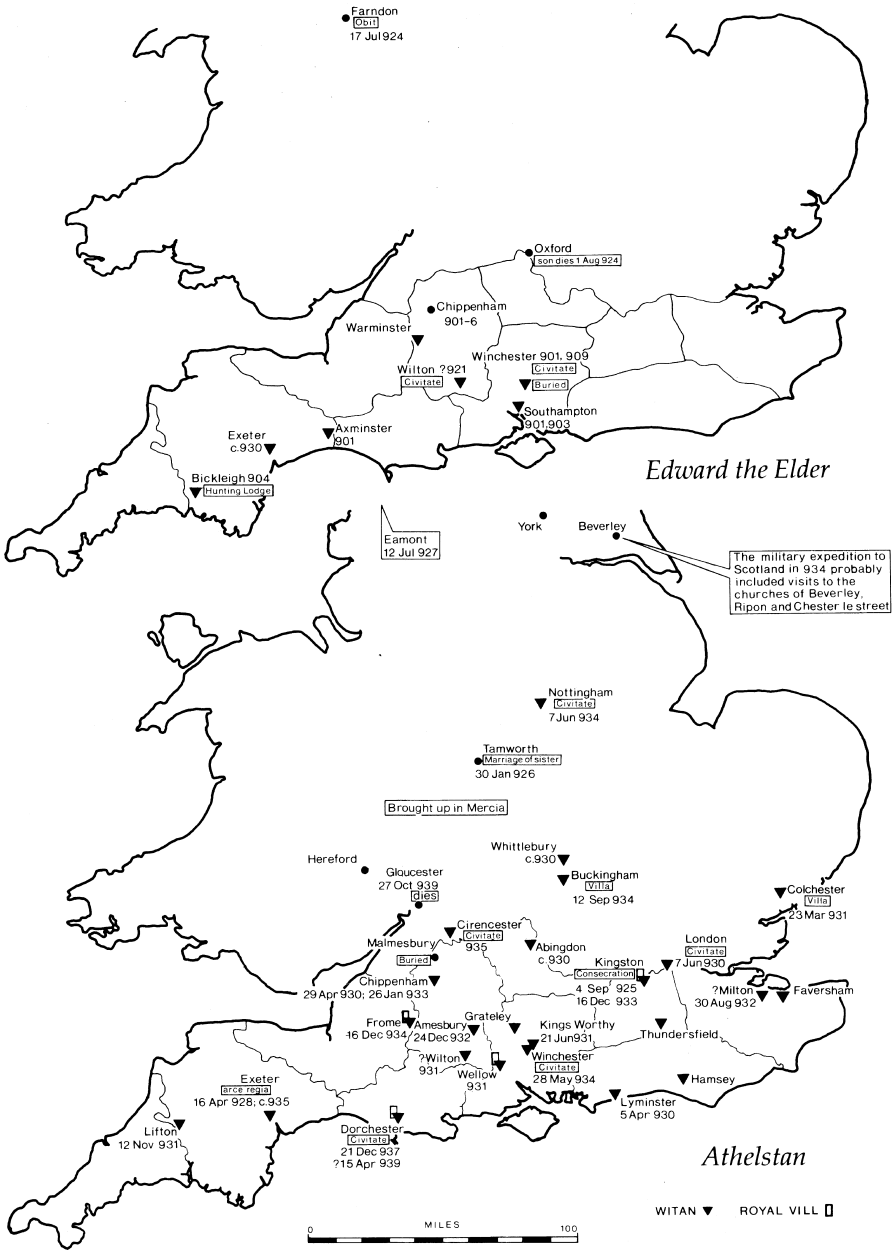 Farndon
Obit
17 Jul 924
Oxford
son dies 1 Aug 924
Chippenham
901-6
Warminster
Wilton ?921
Civitate
Winchester 901, 909
Civitate
Buried
Southampton
901,903
Axminster
901
Exeter
c.930
Bickleigh 904
Hunting Lodge
Edward the Elder
Eamont
12 Jul 927
York
Beverley
The military expedition to
Scotland in 934 probably
included visits to the
churches of Beverley,
Ripon and Chester le street
Nottingham
Civitate
7 Jun 934
Tamworth
Marriage of sister
30 Jan 926
Brought up in Mercia
Whittlebury
c.930
Buckingham
Villa
12 Sep 934
Hereford
Gloucester
27 Oct 939
dies
Colchester
Villa
23 Mar 931
Cirencester
Civitate
935
Malmesbury
Buried
Abingdon
c.930
London
Civitate
7 Jun 930
Kingston
Consecration
4 Sep 925
16 Dec 933
Chippenham
29 Apr 930; 26 Jan 933
?Milton
30 Aug 932
Faversham
Frome
16 Dec 934
Amesbury
24 Dec 932
Grateley
Kings Worthy
21 Jun 931
Thundersfield
?Wilton
931
Wellow
931
Winchester
Civitate
28 May 934
Hamsey
Lyminster
5 Apr 930
Exeter
arce regia
16 Apr 928; c.935
Lifton
12 Nov 931
Dorchester
Civitate
21 Dec 937
?15 Apr 939
Athelstan
WITAN ROYAL VILL
MILES
0 100